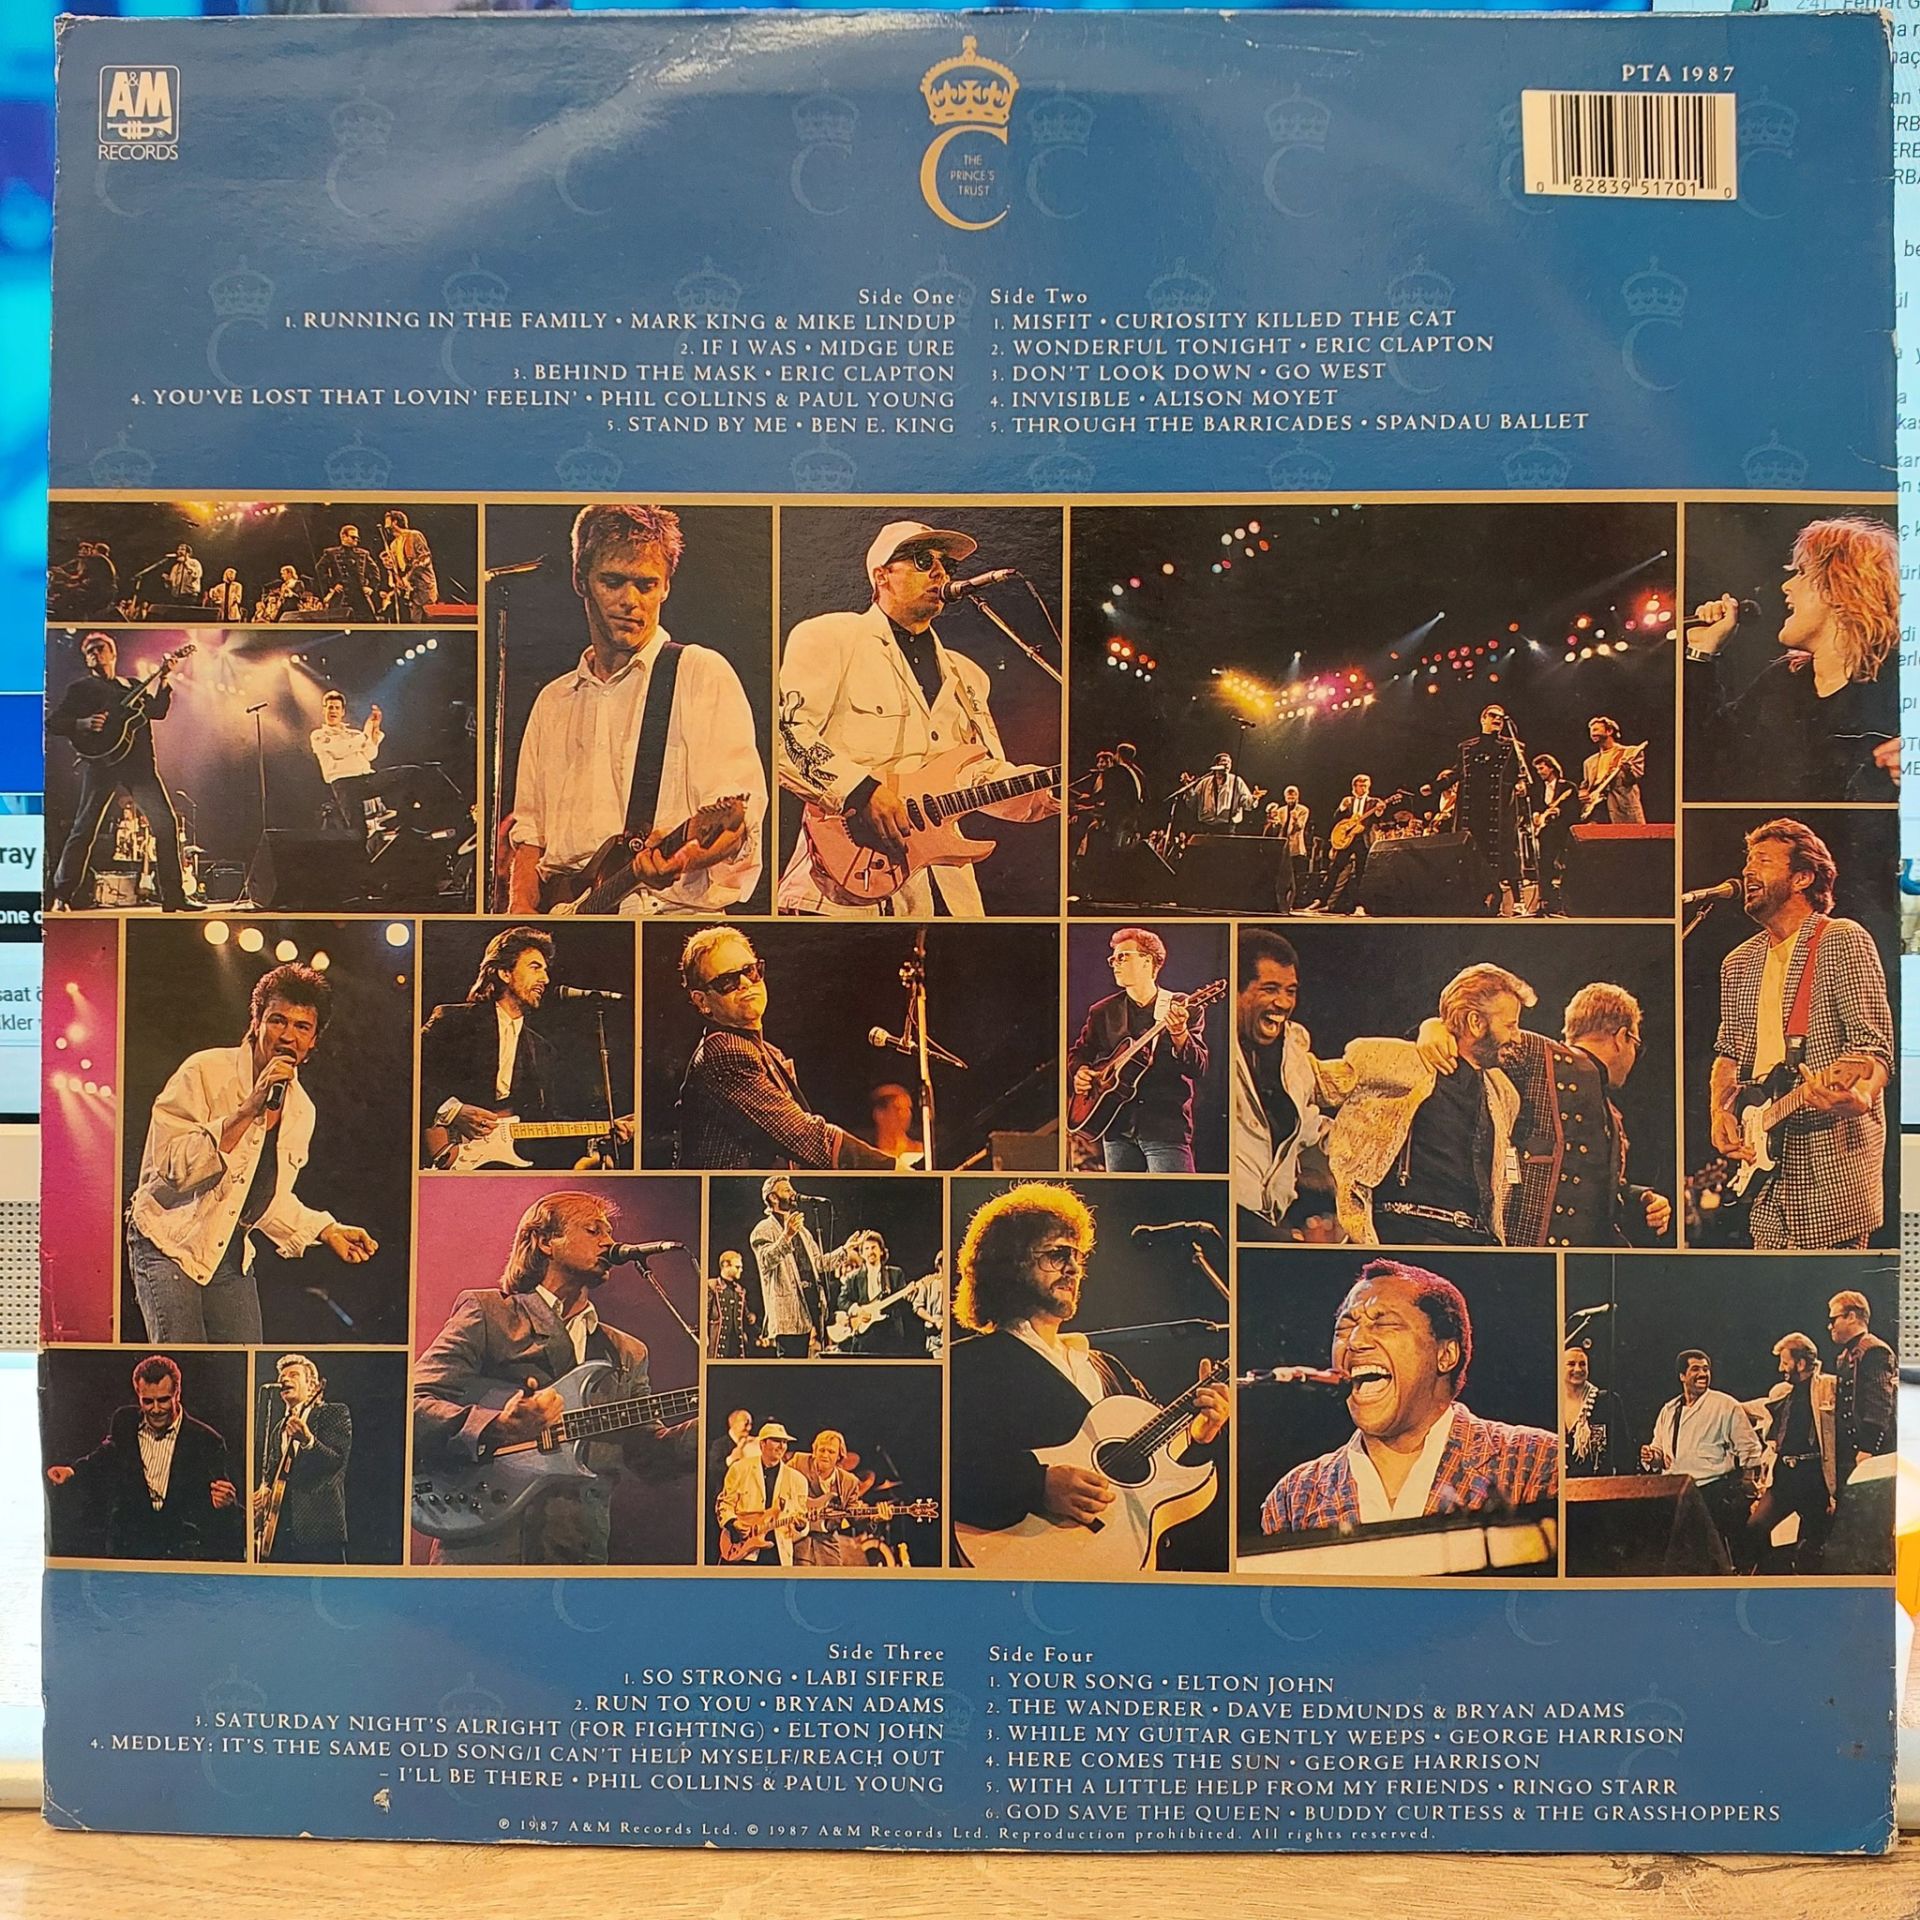 A&M
RECORDS
THE
PRINCE'S
TRUST
PTA 1987
0 82839 51701 0
Side One
1. RUNNING IN THE FAMILY • MARK KING & MIKE LINDUP
2. IF I WAS • MIDGE URE
3. BEHIND THE MASK • ERIC CLAPTON
4. YOU'VE LOST THAT LOVIN' FEELIN' • PHIL COLLINS & PAUL YOUNG
5. STAND BY ME • BEN E. KING
Side Two
1. MISFIT • CURIOSITY KILLED THE CAT
2. WONDERFUL TONIGHT • ERIC CLAPTON
3. DON'T LOOK DOWN • GO WEST
4. INVISIBLE • ALISON MOYET
5. THROUGH THE BARRICADES • SPANDAU BALLET
Side Three
1. SO STRONG • LABI SIFFRE
2. RUN TO YOU • BRYAN ADAMS
3. SATURDAY NIGHT'S ALRIGHT (FOR FIGHTING) • ELTON JOHN
4. MEDLEY: IT'S THE SAME OLD SONG/I CAN'T HELP MYSELF/REACH OUT
– I'LL BE THERE • PHIL COLLINS & PAUL YOUNG
Side Four
1. YOUR SONG • ELTON JOHN
2. THE WANDERER • DAVE EDMUNDS & BRYAN ADAMS
3. WHILE MY GUITAR GENTLY WEEPS • GEORGE HARRISON
4. HERE COMES THE SUN • GEORGE HARRISON
5. WITH A LITTLE HELP FROM MY FRIENDS • RINGO STARR
6. GOD SAVE THE QUEEN • BUDDY CURTESS & THE GRASSHOPPERS
℗ 1987 A&M Records Ltd. © 1987 A&M Records Ltd. Reproduction prohibited. All rights reserved.